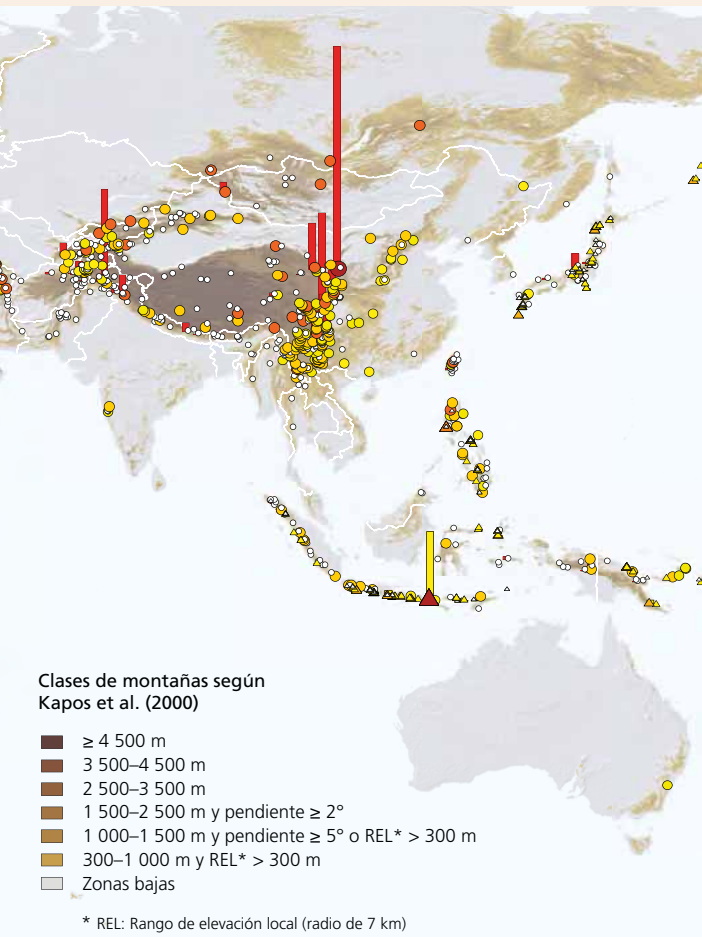 Clases de montañas según
Kapos et al. (2000)
≥ 4 500 m
3 500–4 500 m
2 500–3 500 m
1 500–2 500 m y pendiente ≥ 2°
1 000–1 500 m y pendiente ≥ 5° o REL* > 300 m
300–1 000 m y REL* > 300 m
Zonas bajas
* REL: Rango de elevación local (radio de 7 km)